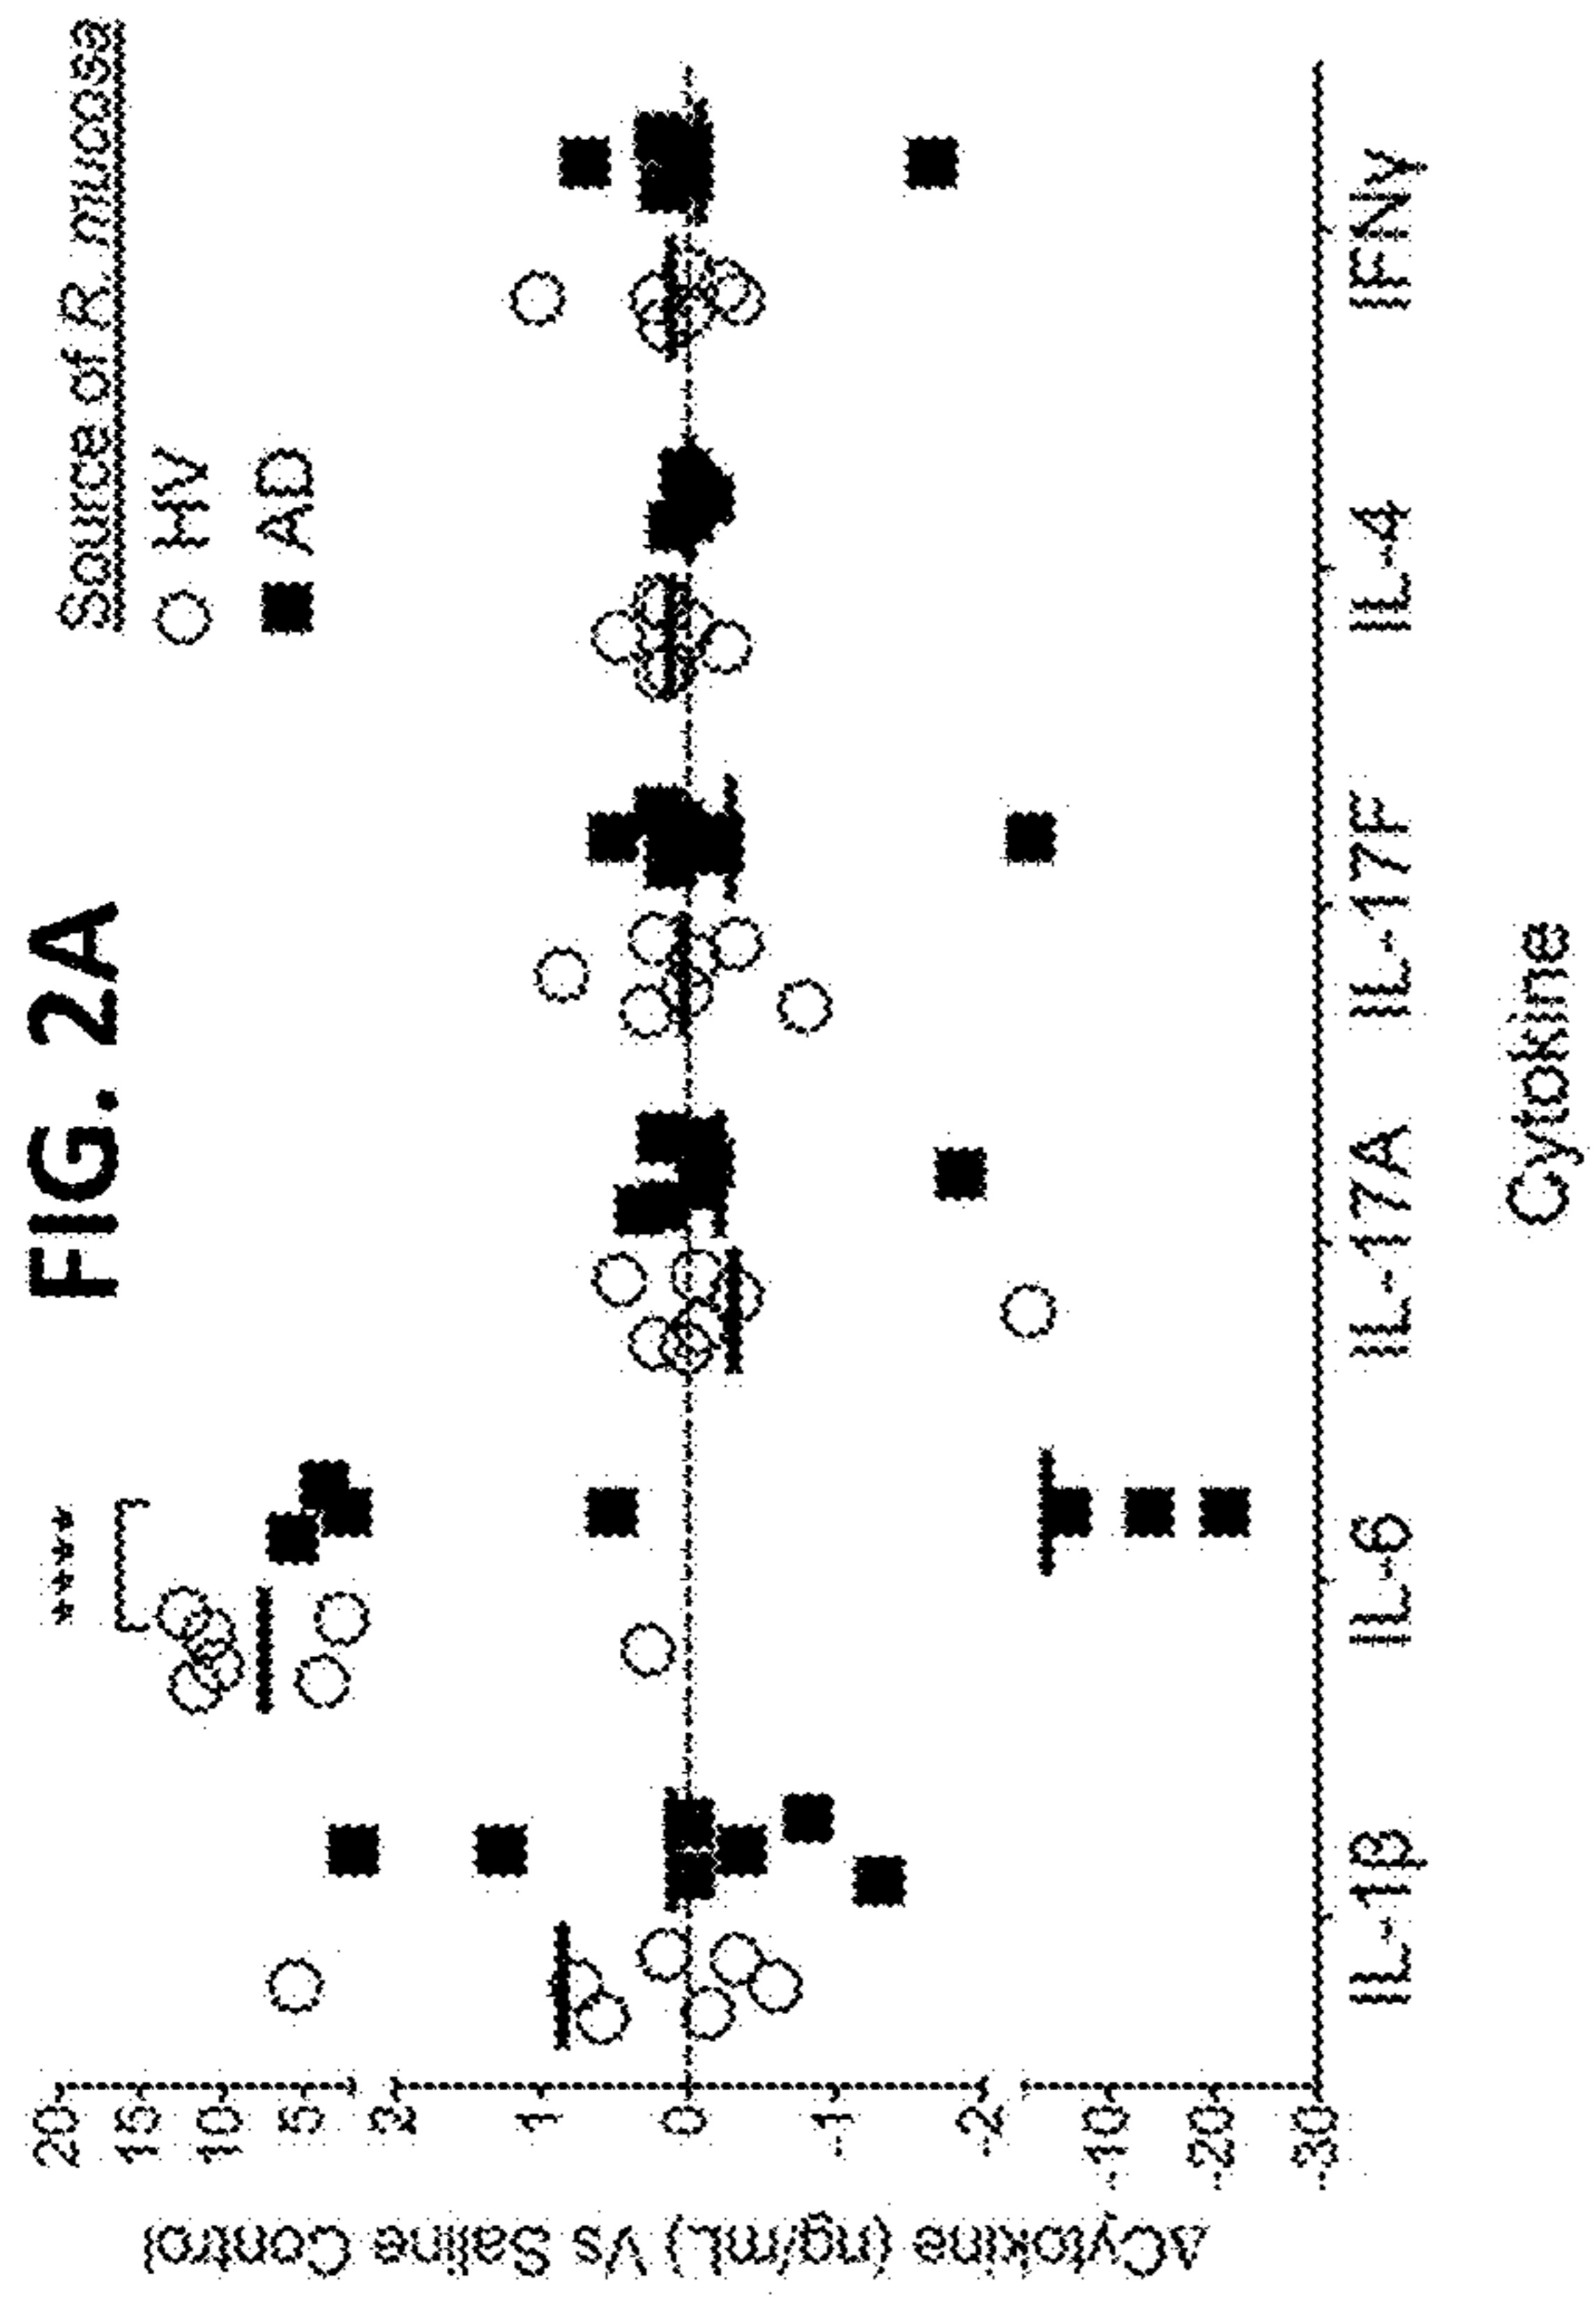 FIG. 2A
Source of R. mucosa
HV
AD
****
20
15
10
5
2
1
0
-1
-2
-10
-20
-30
ΔCytokine (ng/mL) Vs Saline Control
IL-1β
IL-6
IL-17A
IL-17F
IL-4
IFNγ
Cytokine